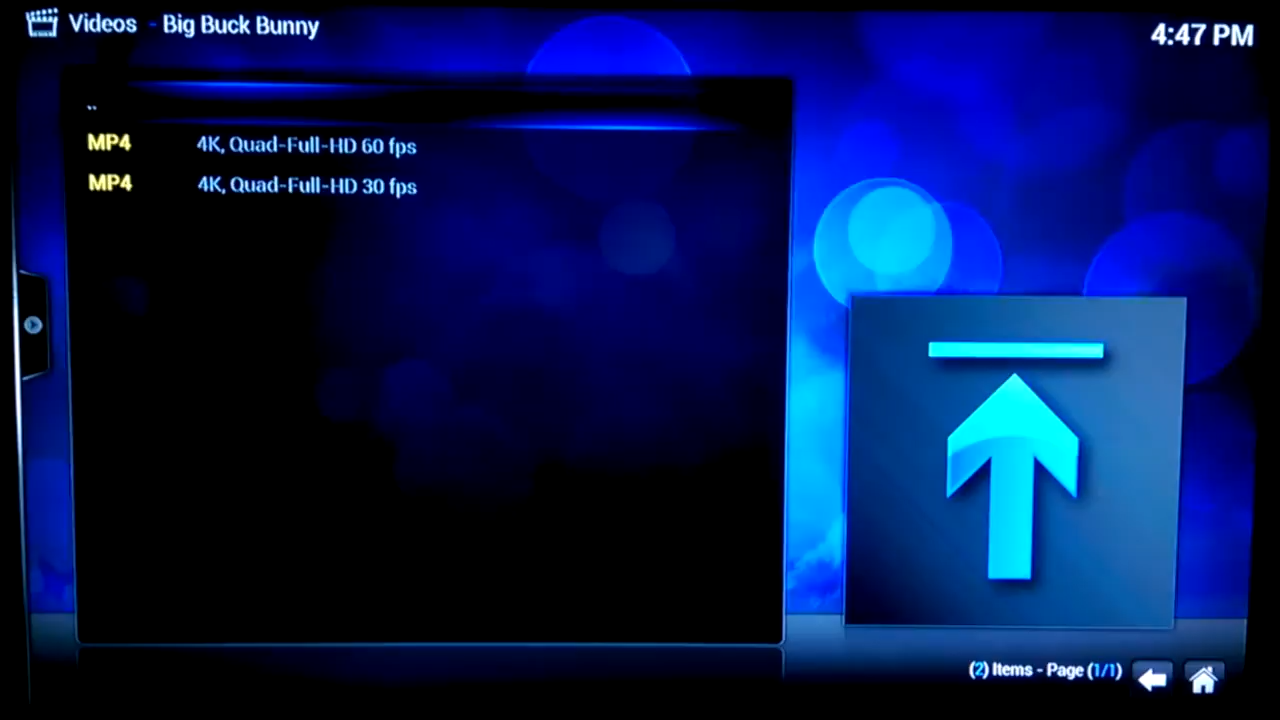 Videos - Big Buck Bunny
4:47 PM
..
MP4 4K, Quad-Full-HD 60 fps
MP4 4K, Quad-Full-HD 30 fps
(2) Items - Page (1/1)